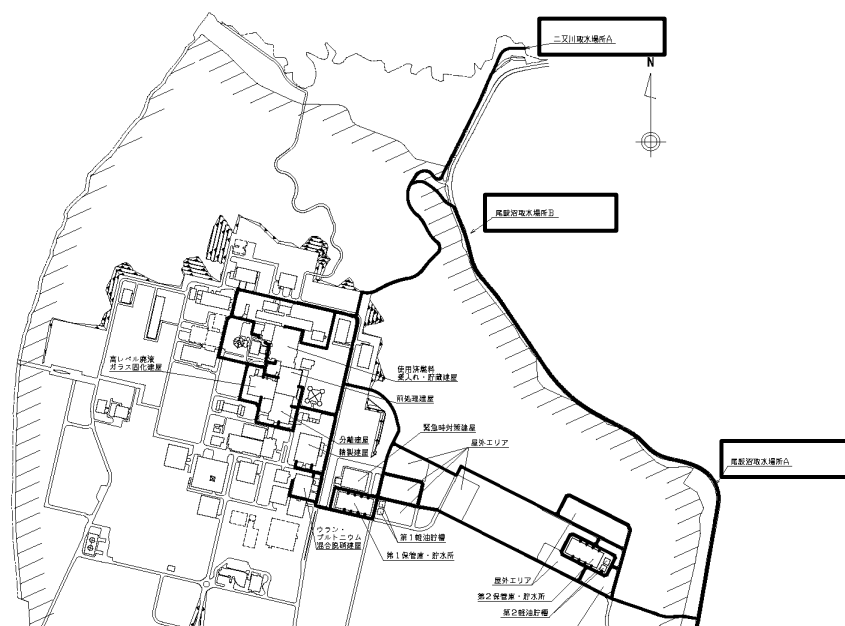 二又川取水場所A
N
尾駮沼取水場所B
高レベル廃液
ガラス固化建屋
使用済燃料
受入れ・貯蔵建屋
前処理建屋
緊急時対策建屋
分離建屋
精製建屋
屋外エリア
尾駮沼取水場所A
ウラン・
プルトニウム
混合脱硝建屋
第1軽油貯槽
第1保管庫・貯水所
屋外エリア
第2保管庫・貯水所
第2軽油貯槽